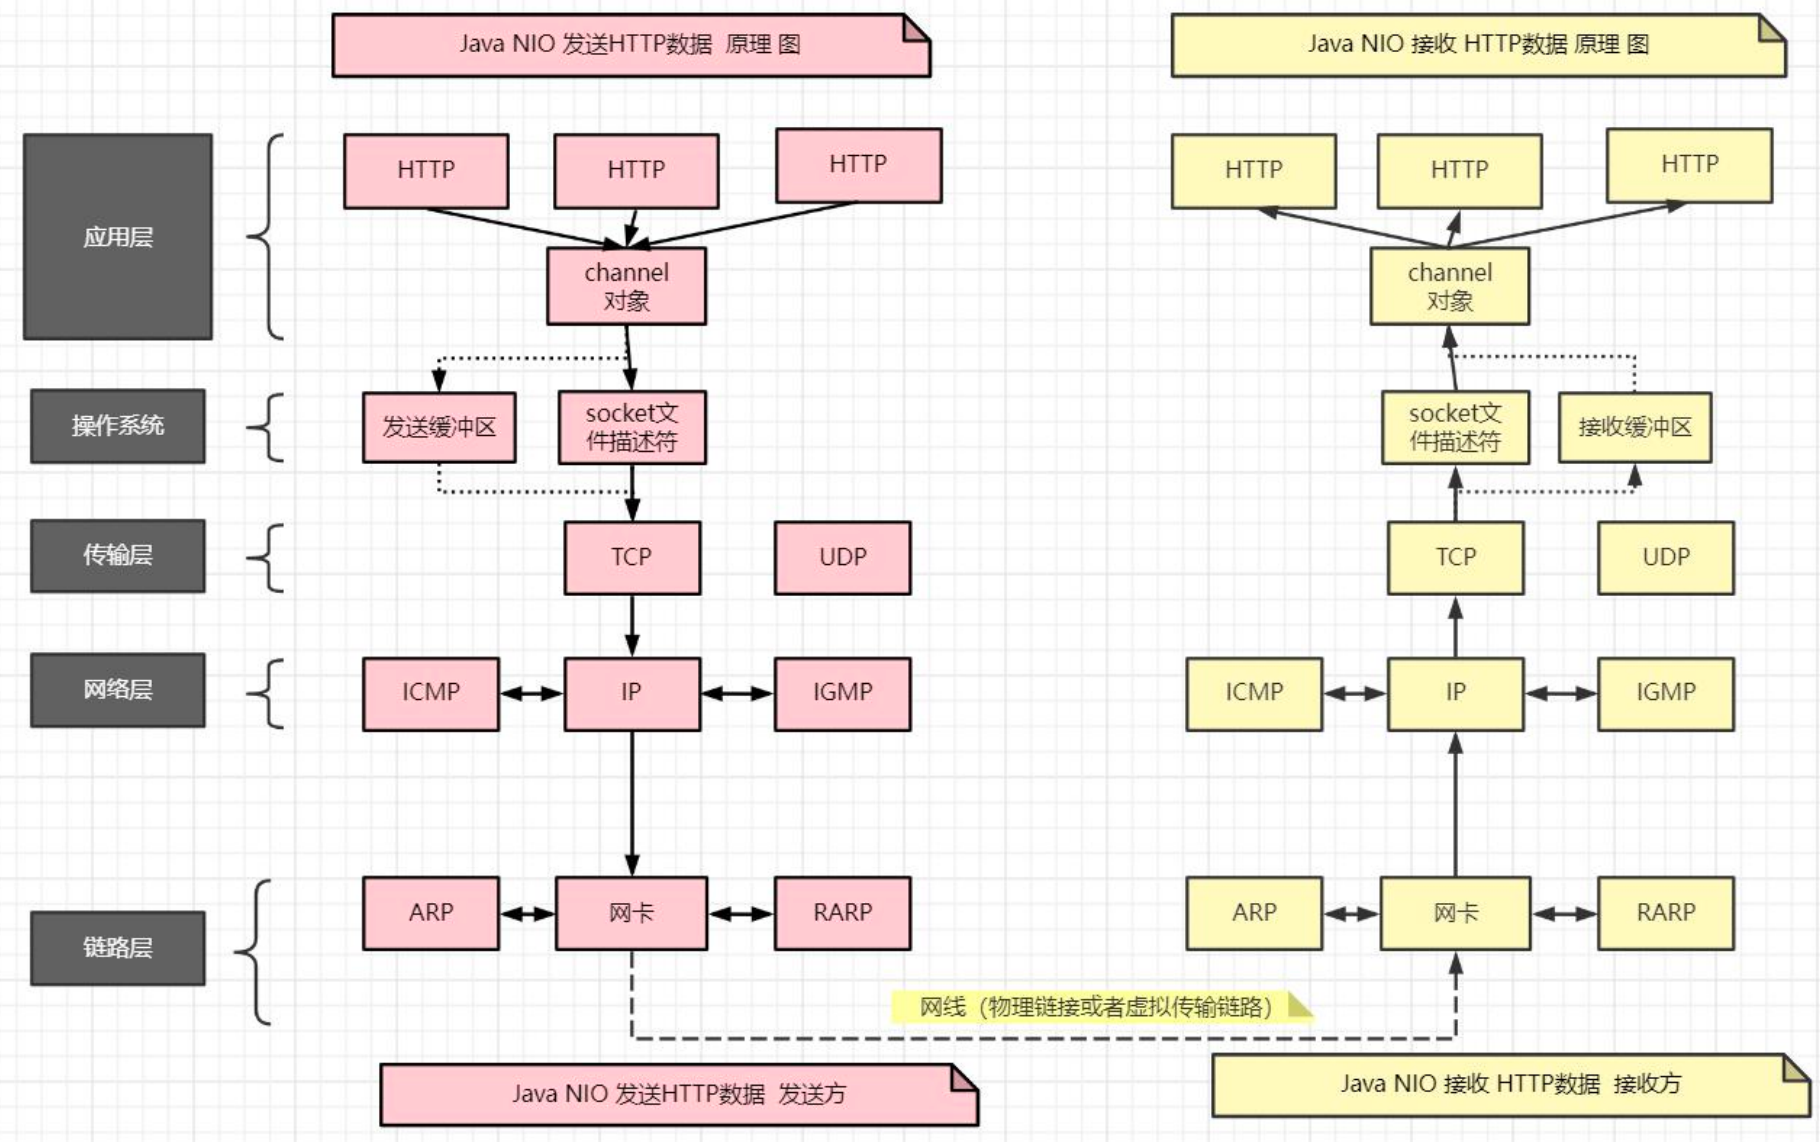 Java NIO 发送HTTP数据 原理 图
Java NIO 接收 HTTP数据 原理 图
应用层
HTTP
HTTP
HTTP
HTTP
HTTP
HTTP
channel
对象
channel
对象
操作系统
发送缓冲区
socket文
件描述符
socket文
件描述符
接收缓冲区
传输层
TCP
UDP
TCP
UDP
网络层
ICMP
IP
IGMP
ICMP
IP
IGMP
链路层
ARP
网卡
RARP
ARP
网卡
RARP
网线（物理链接或者虚拟传输链路）
Java NIO 发送HTTP数据 发送方
Java NIO 接收 HTTP数据 接收方